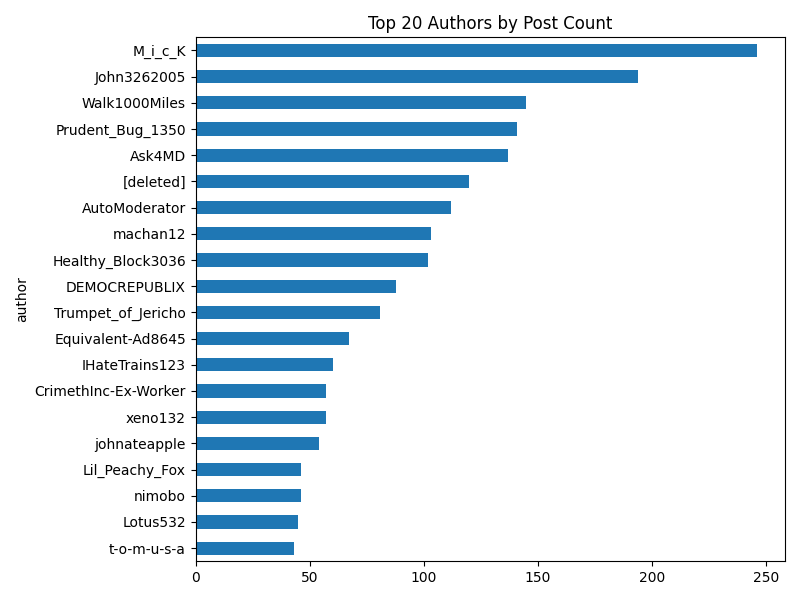 Top 20 Authors by Post Count
author
M_i_c_K
John3262005
Walk1000Miles
Prudent_Bug_1350
Ask4MD
[deleted]
AutoModerator
machan12
Healthy_Block3036
DEMOCREPUBLIX
Trumpet_of_Jericho
Equivalent-Ad8645
IHateTrains123
CrimethInc-Ex-Worker
xeno132
johnateapple
Lil_Peachy_Fox
nimobo
Lotus532
t-o-m-u-s-a
0 50 100 150 200 250